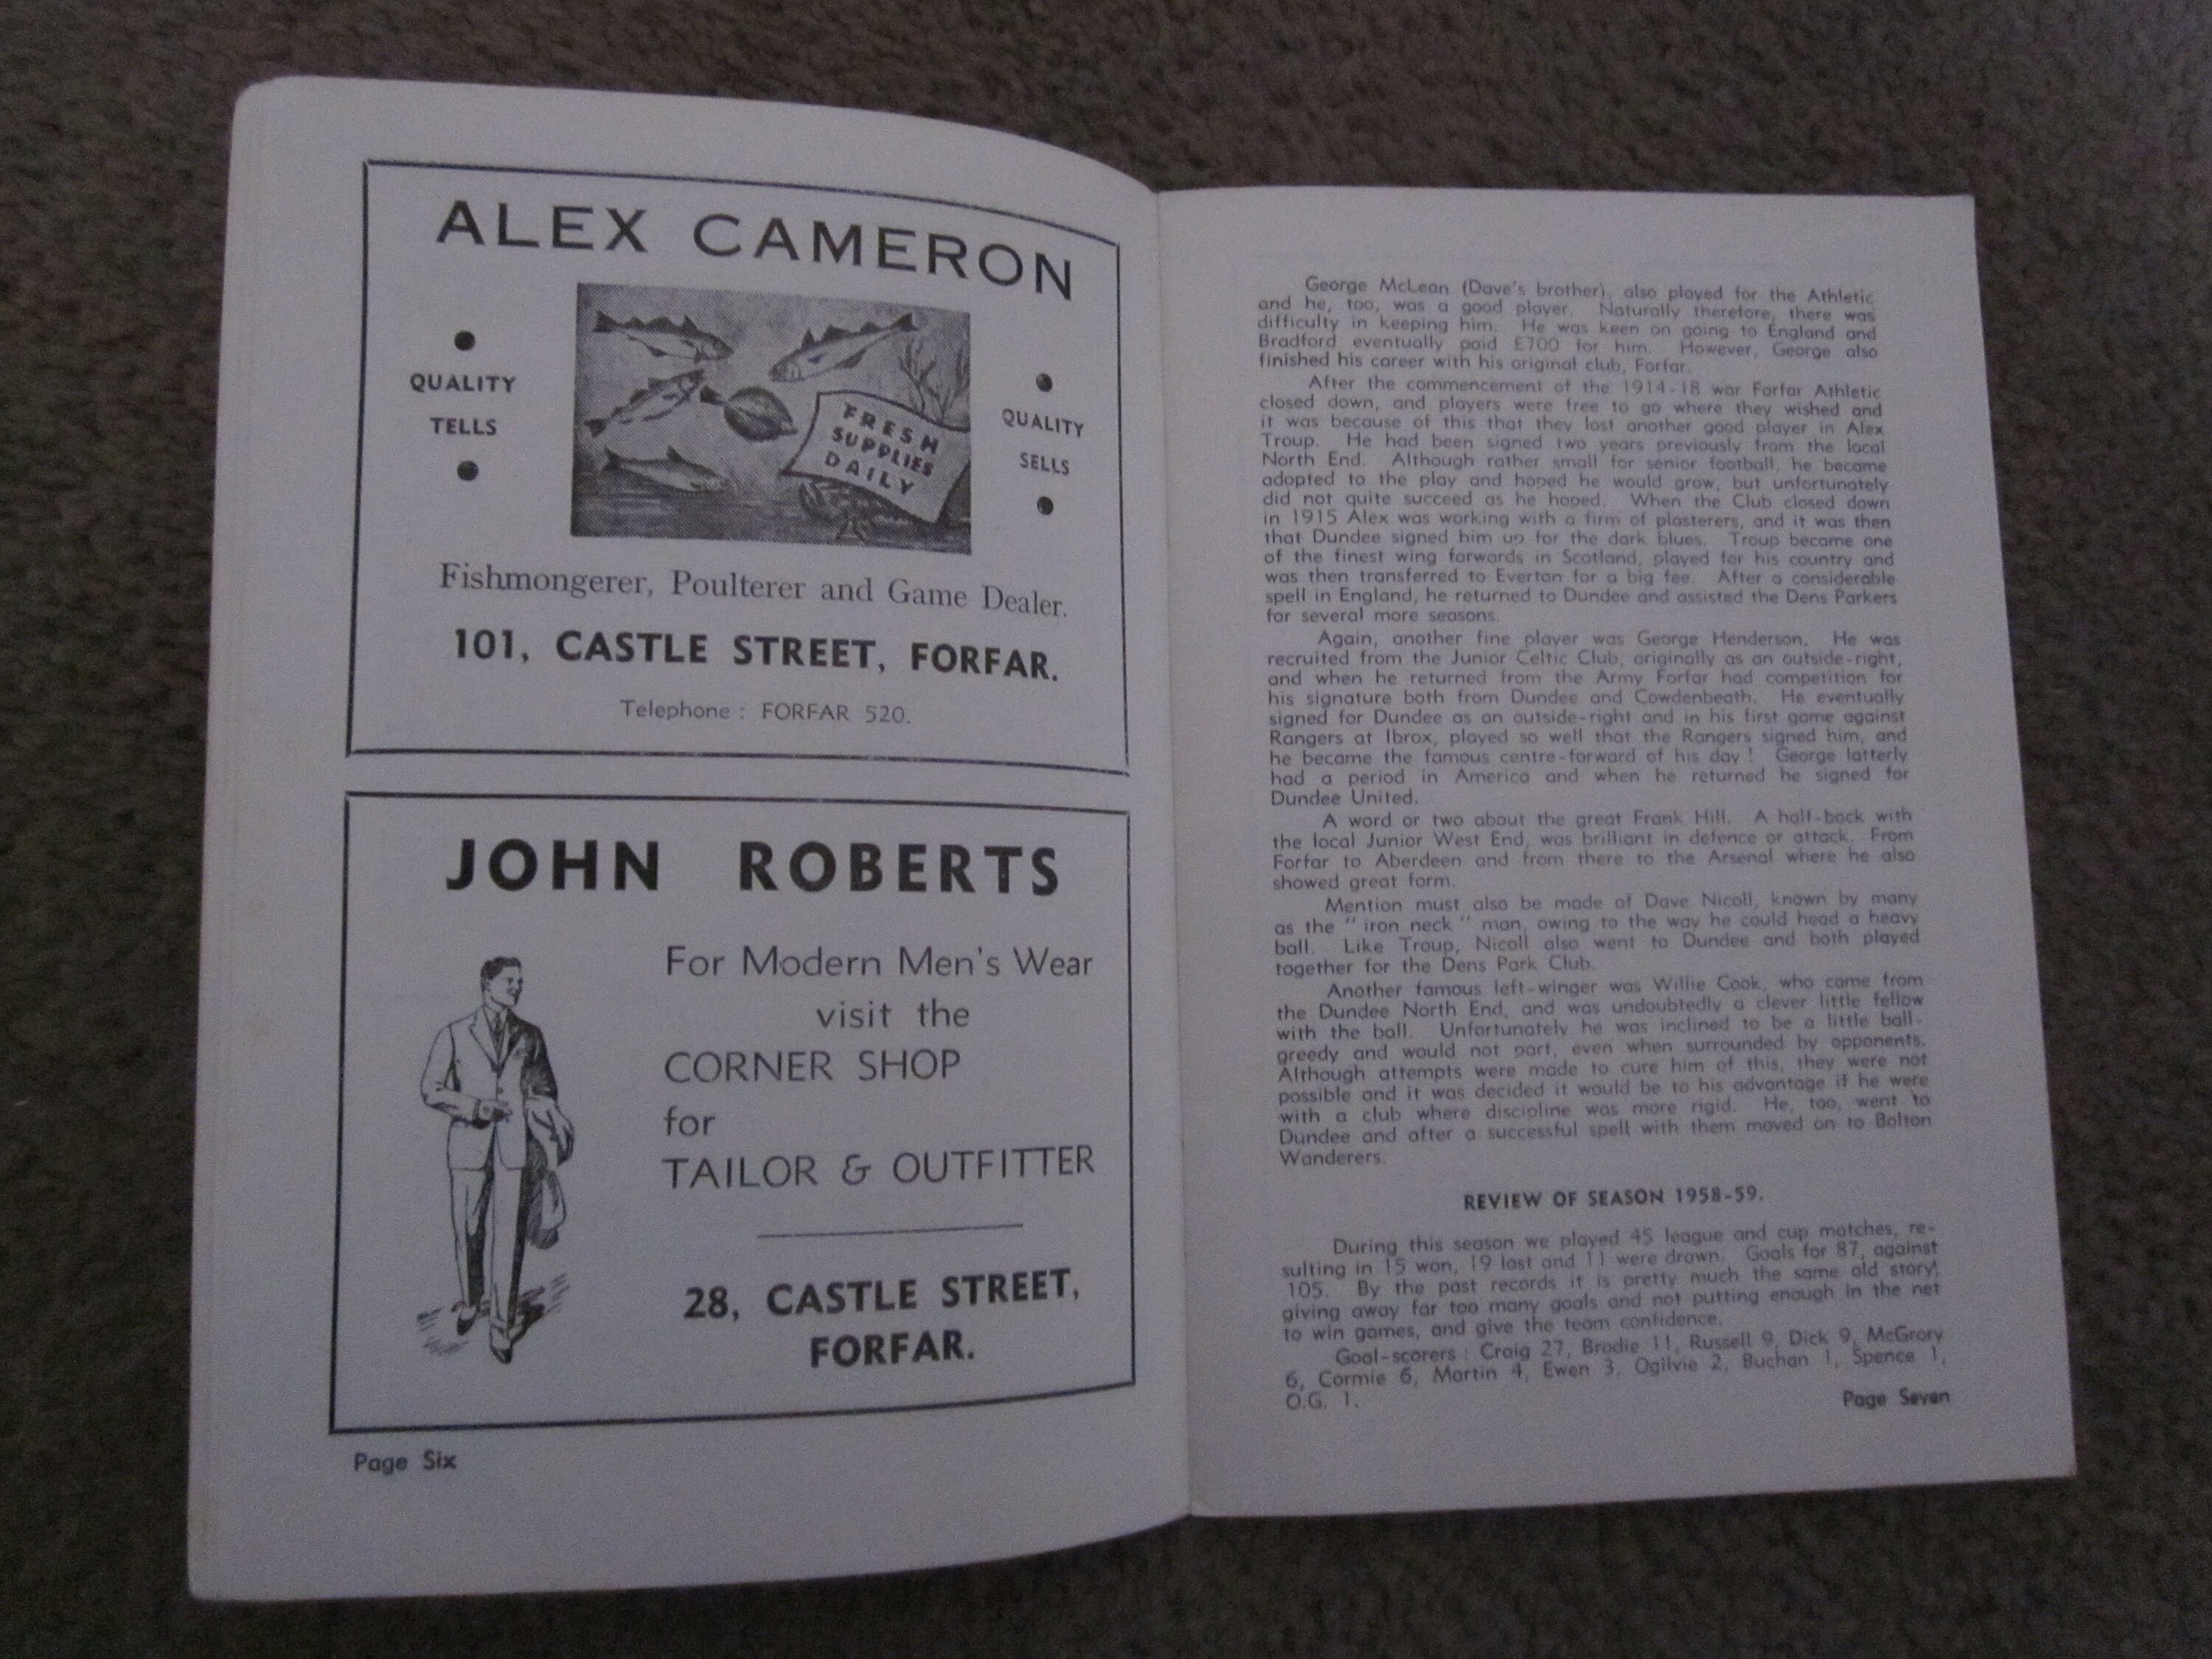 ALEX CAMERON
QUALITY
TELLS
FRESH
SUPPLIES
DAILY
QUALITY
SELLS
Fishmongerer, Poulterer and Game Dealer.
101, CASTLE STREET, FORFAR.
Telephone : FORFAR 520.
JOHN ROBERTS
For Modern Men's Wear
visit the
CORNER SHOP
for
TAILOR & OUTFITTER
28, CASTLE STREET,
FORFAR.
Page Six
George McLean (Dave's brother), also played for the Athletic
and he, too, was a good player. Naturally therefore, there was
difficulty in keeping him. He was keen on going to England and
Bradford eventually paid £700 for him. However, George also
finished his career with his original club, Forfar.
After the commencement of the 1914-18 war Forfar Athletic
closed down, and players were free to go where they wished and
it was because of this that they lost another good player in Alex
Troup. He had been signed two years previously from the local
North End. Although rather small for senior football, he became
adopted to the play and hoped he would grow, but unfortunately
did not quite succeed as he hoped. When the Club closed down
in 1915 Alex was working with a firm of plasterers, and it was then
that Dundee signed him up for the dark blues. Troup became one
of the finest wing forwards in Scotland, played for his country and
was then transferred to Everton for a big fee. After a considerable
spell in England, he returned to Dundee and assisted the Dens Parkers
for several more seasons.
Again, another fine player was George Henderson. He was
recruited from the Junior Celtic Club, originally as an outside-right,
and when he returned from the Army Forfar had competition for
his signature both from Dundee and Cowdenbeath. He eventually
signed for Dundee as an outside-right and in his first game against
Rangers at Ibrox, played so well that the Rangers signed him, and
he became the famous centre-forward of his day ! George latterly
had a period in America and when he returned he signed for
Dundee United.
A word or two about the great Frank Hill. A half-back with
the local Junior West End, was brilliant in defence or attack. From
Forfar to Aberdeen and from there to the Arsenal where he also
showed great form.
Mention must also be made of Dave Nicoll, known by many
as the " iron neck " man, owing to the way he could head a heavy
ball. Like Troup, Nicoll also went to Dundee and both played
together for the Dens Park Club.
Another famous left-winger was Willie Cook, who came from
the Dundee North End, and was undoubtedly a clever little fellow
with the ball. Unfortunately he was inclined to be a little ball-
greedy and would not part, even when surrounded by opponents.
Although attempts were made to cure him of this, they were not
possible and it was decided it would be to his advantage if he were
with a club where discipline was more rigid. He, too, went to
Dundee and after a successful spell with them moved on to Bolton
Wanderers.
REVIEW OF SEASON 1958-59.
During this season we played 45 league and cup matches, re-
sulting in 15 won, 19 lost and 11 were drawn. Goals for 87, against
105. By the past records it is pretty much the same old story,
giving away far too many goals and not putting enough in the net
to win games, and give the team confidence.
Goal-scorers : Craig 27, Brodie 11, Russell 9, Dick 9, McGrory
6, Cormie 6, Martin 4, Ewen 3, Ogilvie 2, Buchan 1, Spence 1,
O.G. 1.
Page Seven